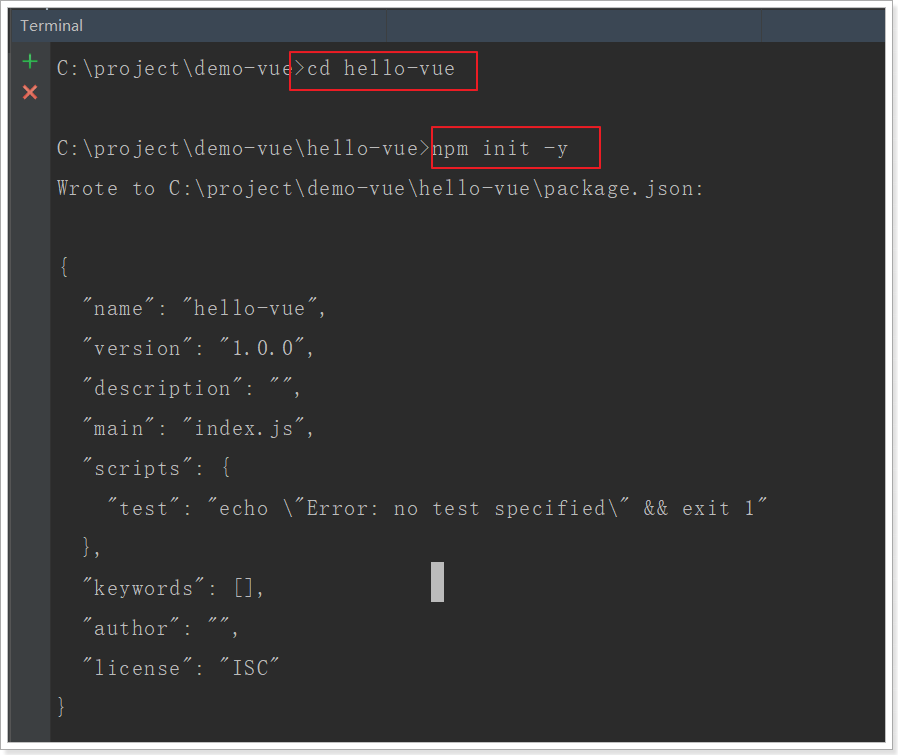 Terminal
C:\project\demo-vue>cd hello-vue
C:\project\demo-vue\hello-vue>npm init -y
Wrote to C:\project\demo-vue\hello-vue\package.json:
{
  "name": "hello-vue",
  "version": "1.0.0",
  "description": "",
  "main": "index.js",
  "scripts": {
    "test": "echo \"Error: no test specified\" && exit 1"
  },
  "keywords": [],
  "author": "",
  "license": "ISC"
}